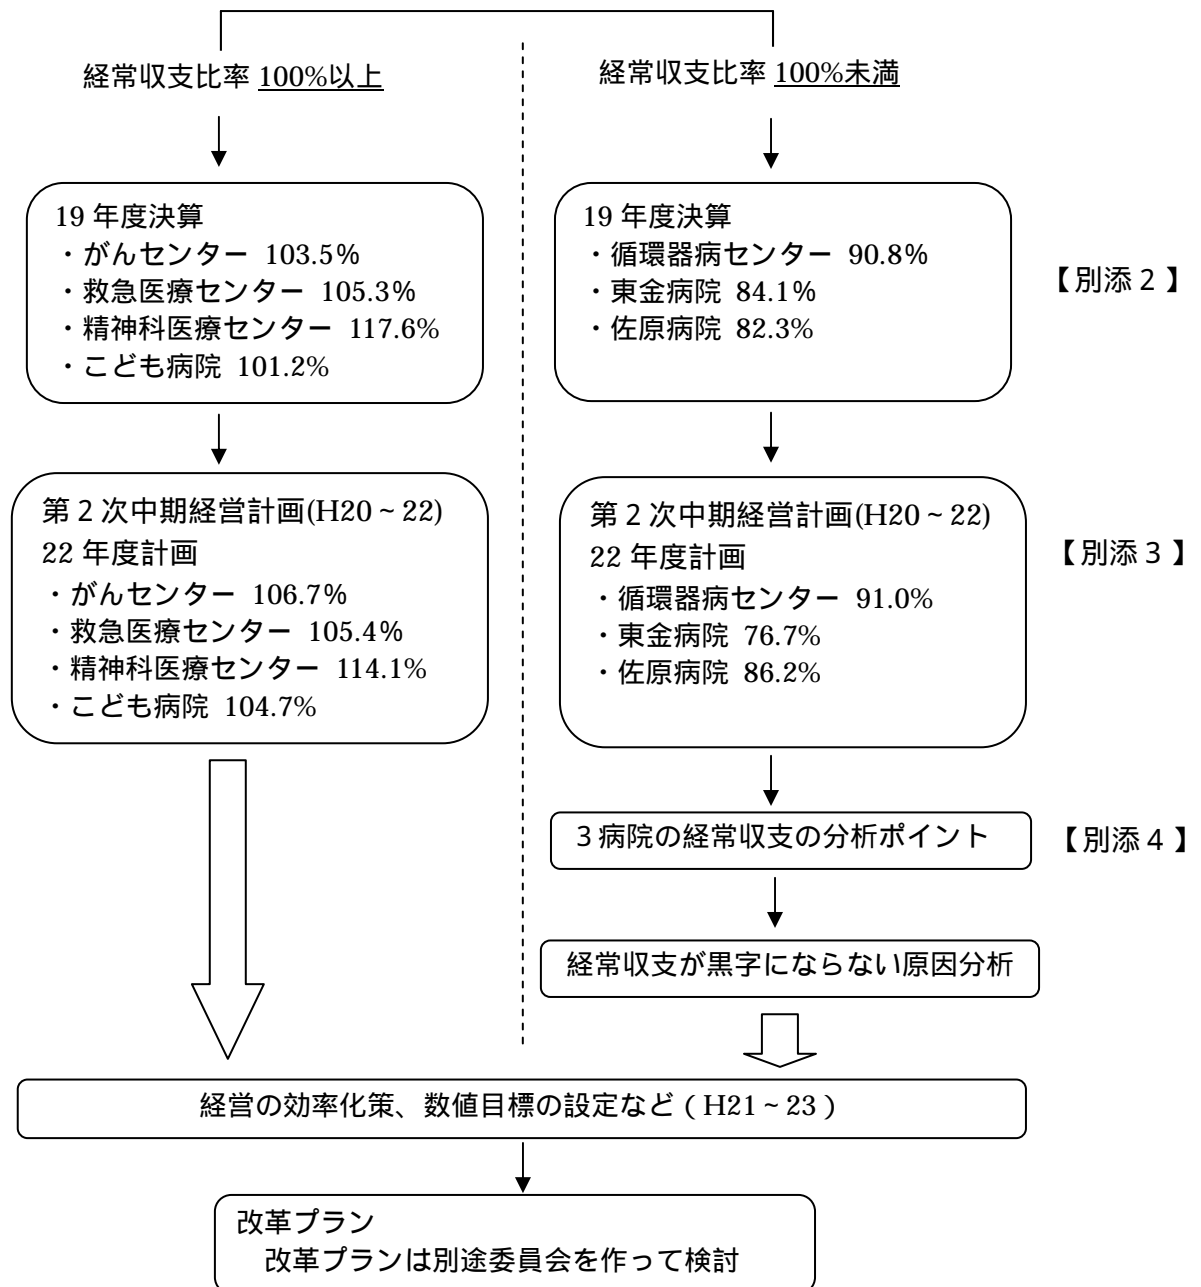 経常収支比率 100%以上
経常収支比率 100%未満
19 年度決算
・がんセンター 103.5%
・救急医療センター 105.3%
・精神科医療センター 117.6%
・こども病院 101.2%
19 年度決算
・循環器病センター 90.8%
・東金病院 84.1%
・佐原病院 82.3%
【別添2】
第2次中期経営計画(H20~22)
22 年度計画
・がんセンター 106.7%
・救急医療センター 105.4%
・精神科医療センター 114.1%
・こども病院 104.7%
第2次中期経営計画(H20~22)
22 年度計画
・循環器病センター 91.0%
・東金病院 76.7%
・佐原病院 86.2%
【別添3】
3病院の経常収支の分析ポイント
【別添4】
経常収支が黒字にならない原因分析
経営の効率化策、数値目標の設定など(H21~23)
改革プラン
改革プランは別途委員会を作って検討